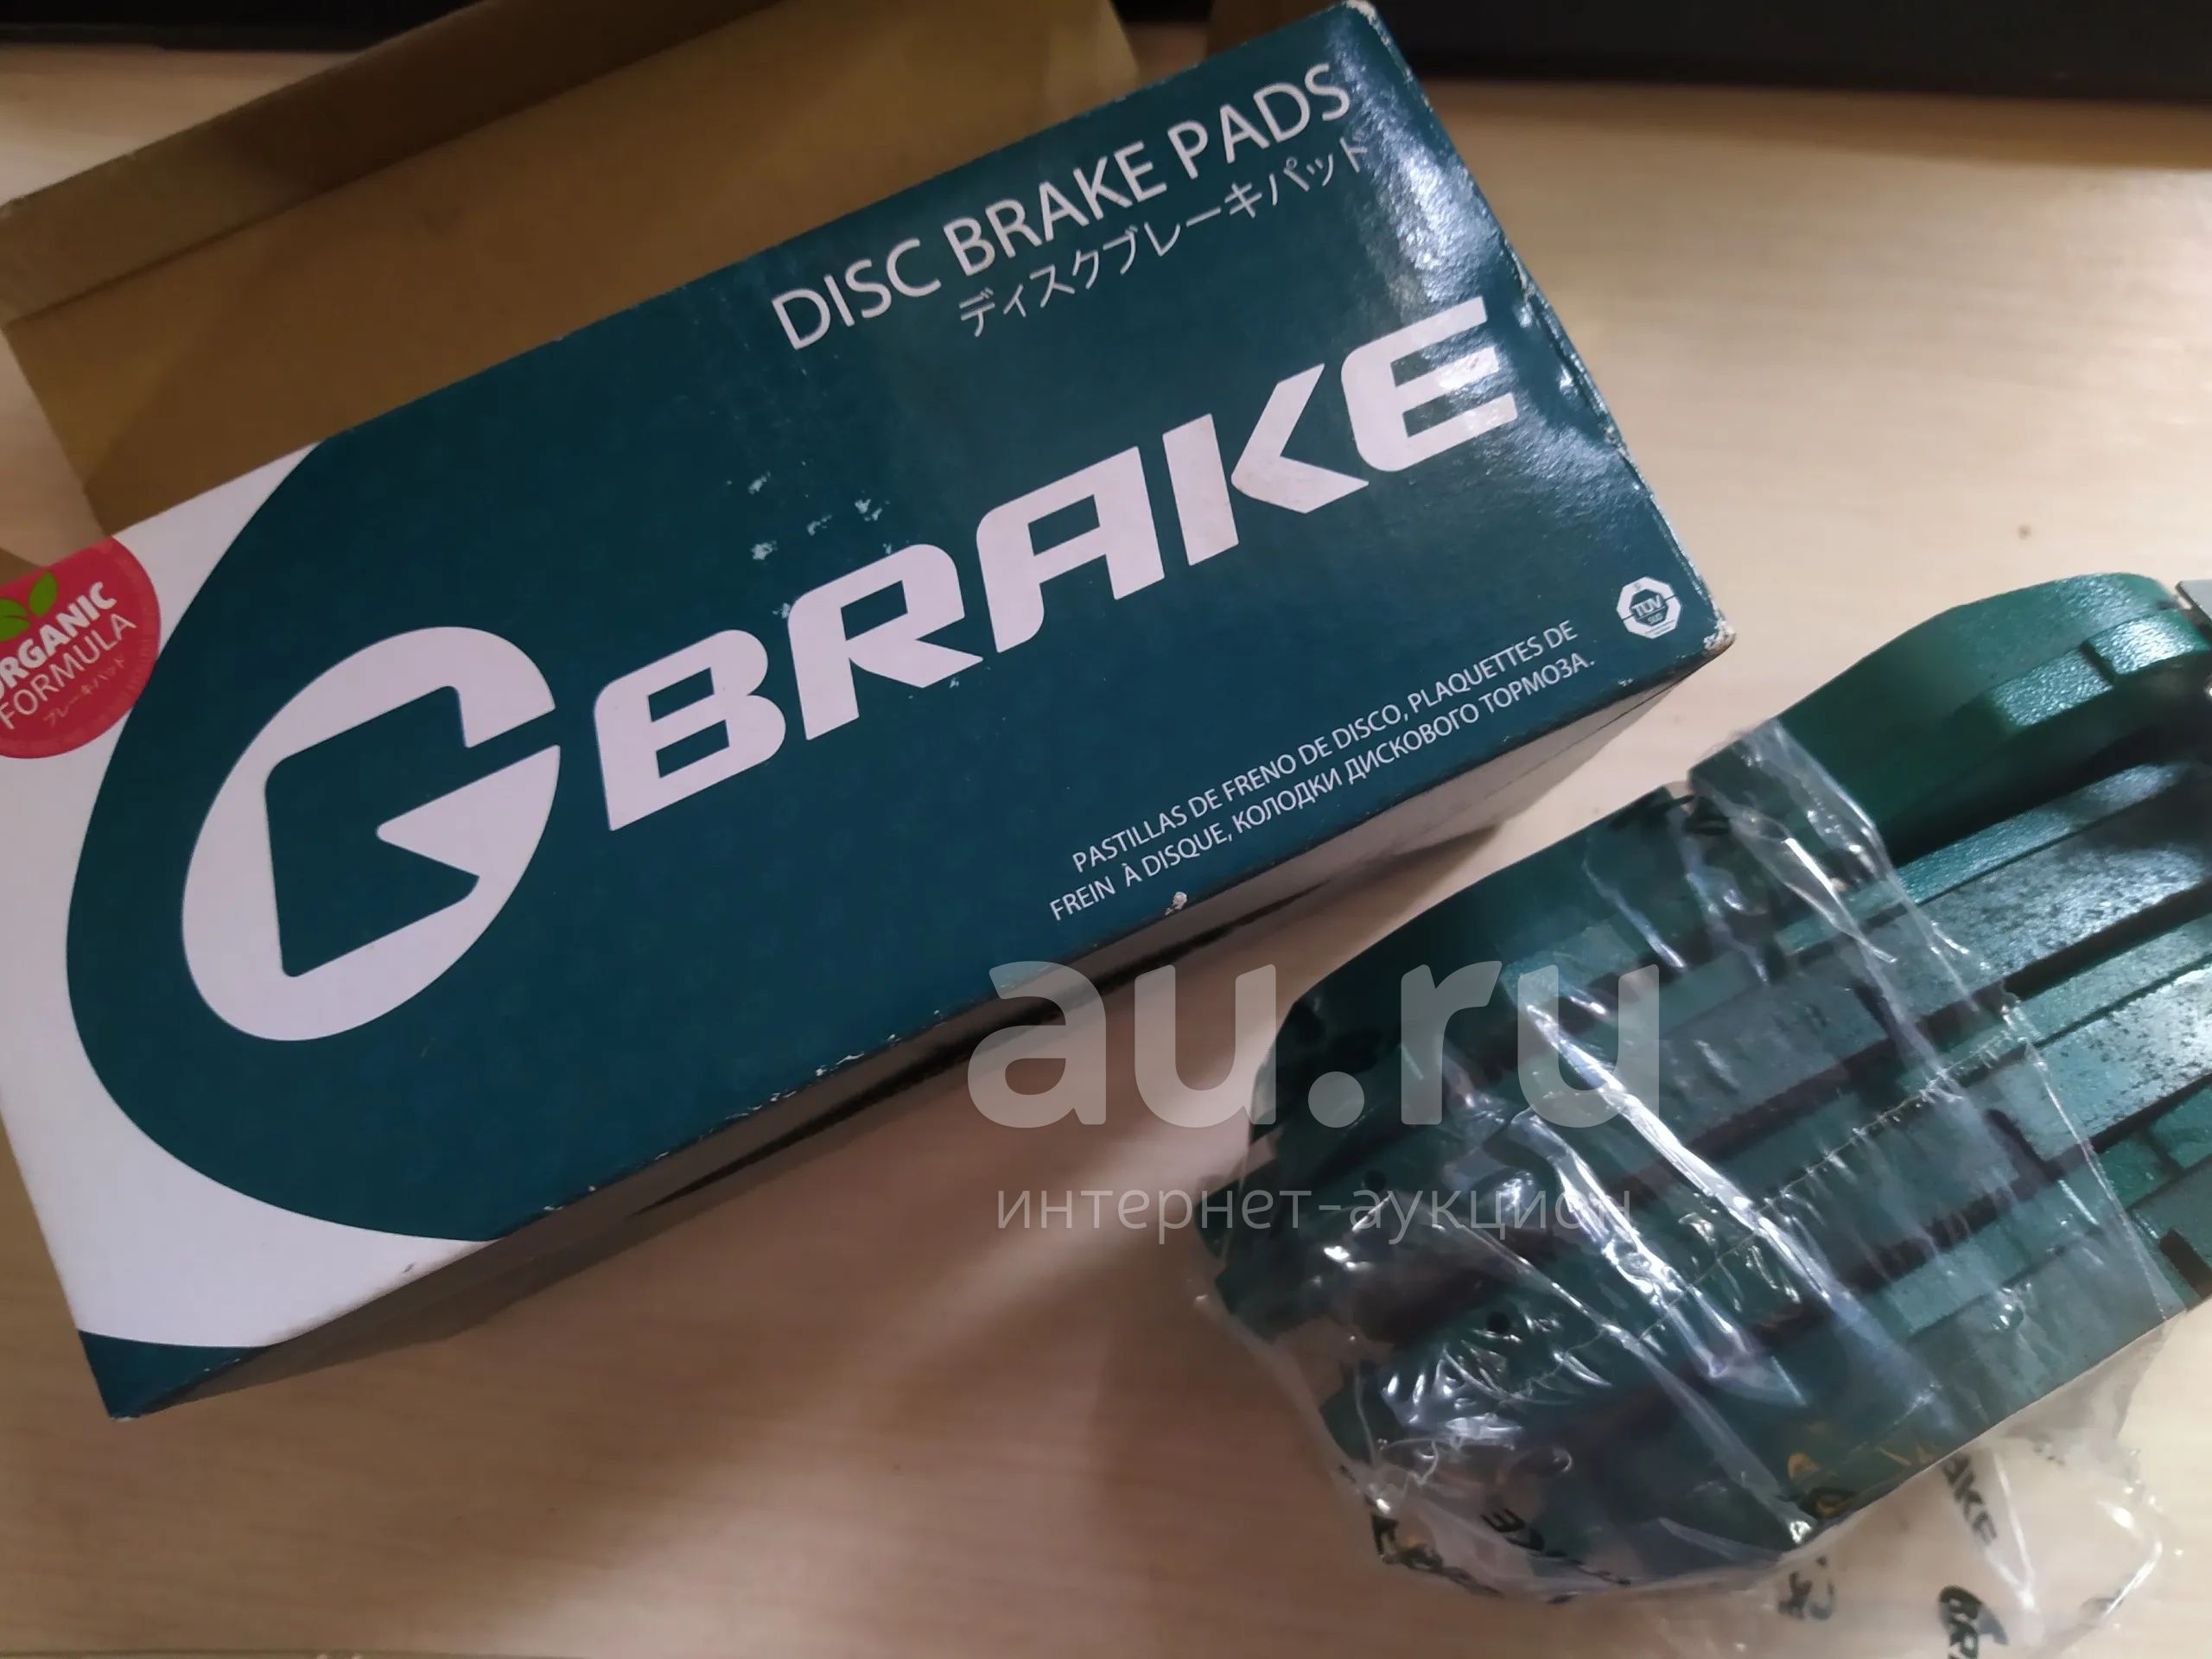 DISC BRAKE PADS
ディスクブレーキパッド
G BRAKE
ORGANIC
FORMULA
ブレーキパッド
PASTILLAS DE FRENO DE DISCO, PLAQUETTES DE
FREIN À DISQUE, КОЛОДКИ ДИСКОВОГО ТОРМОЗА.
TÜV
SÜD
au.ru
интернет-аукцион